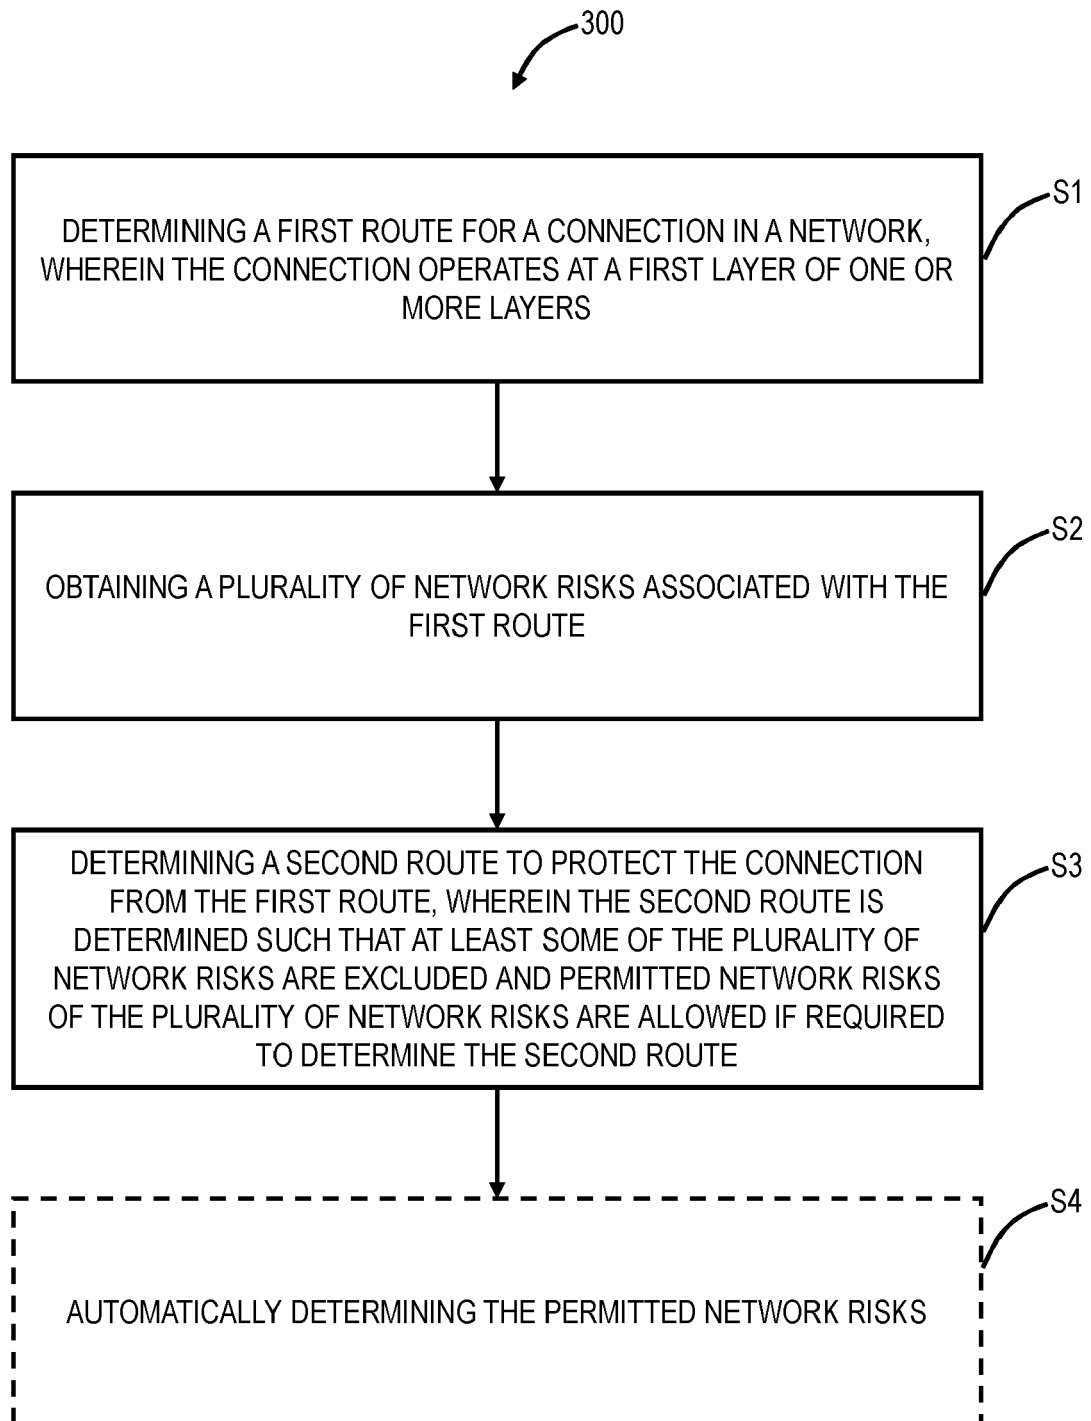 300
S1
DETERMINING A FIRST ROUTE FOR A CONNECTION IN A NETWORK,
WHEREIN THE CONNECTION OPERATES AT A FIRST LAYER OF ONE OR
MORE LAYERS
S2
OBTAINING A PLURALITY OF NETWORK RISKS ASSOCIATED WITH THE
FIRST ROUTE
S3
DETERMINING A SECOND ROUTE TO PROTECT THE CONNECTION
FROM THE FIRST ROUTE, WHEREIN THE SECOND ROUTE IS
DETERMINED SUCH THAT AT LEAST SOME OF THE PLURALITY OF
NETWORK RISKS ARE EXCLUDED AND PERMITTED NETWORK RISKS
OF THE PLURALITY OF NETWORK RISKS ARE ALLOWED IF REQUIRED
TO DETERMINE THE SECOND ROUTE
S4
AUTOMATICALLY DETERMINING THE PERMITTED NETWORK RISKS